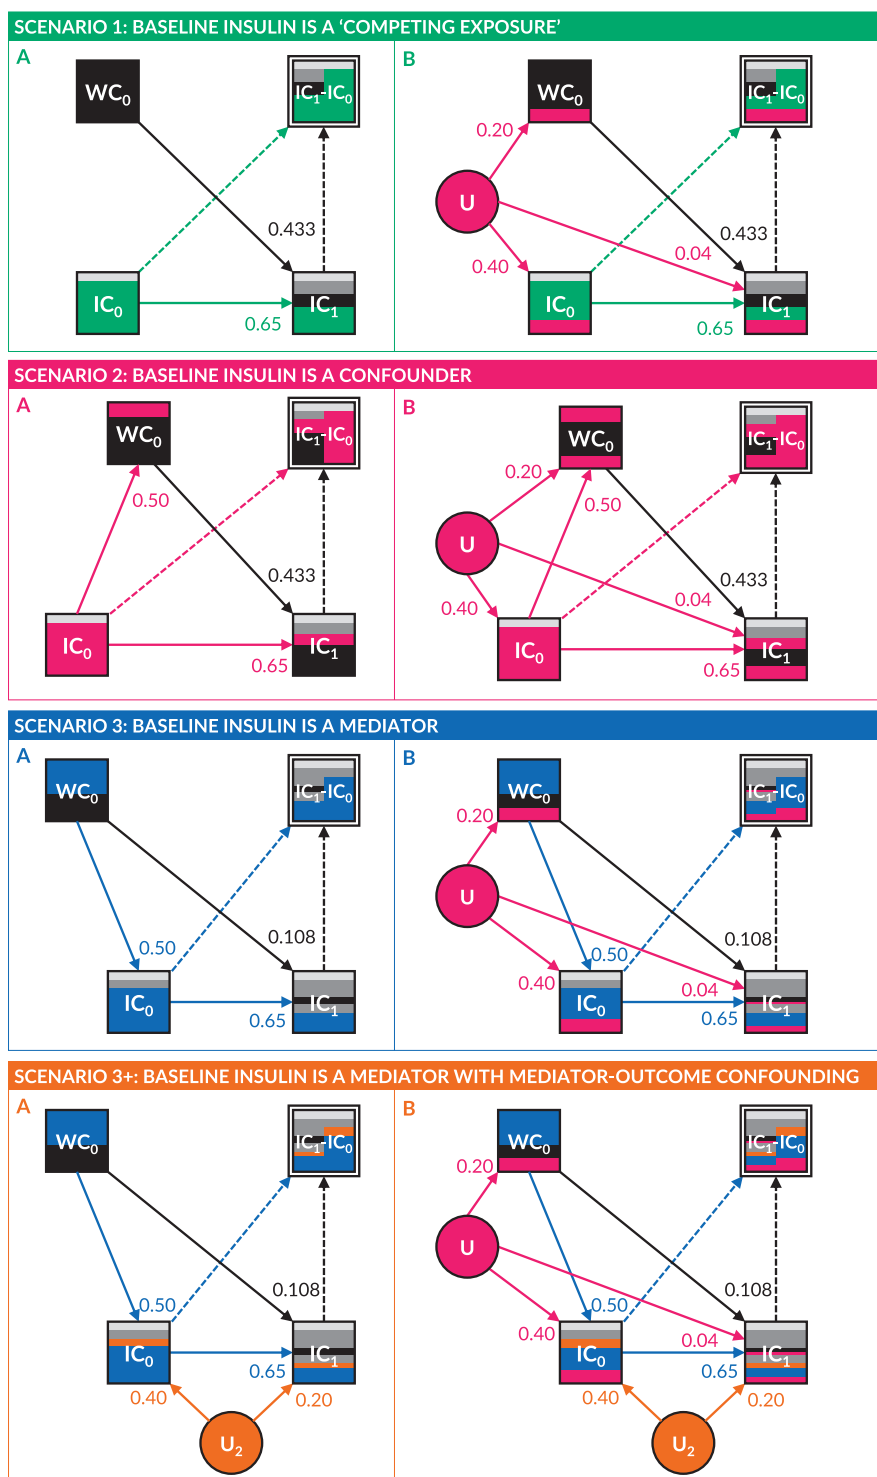 SCENARIO 1: BASELINE INSULIN IS A ‘COMPETING EXPOSURE’
A
WC0
IC1-IC0
0.433
IC0
IC1
0.65
B
WC0
IC1-IC0
0.20
U
0.40
0.04
0.433
IC0
IC1
0.65
SCENARIO 2: BASELINE INSULIN IS A CONFOUNDER
A
WC0
IC1-IC0
0.50
0.433
IC0
IC1
0.65
B
WC0
IC1-IC0
0.20
0.50
U
0.433
0.40
0.04
IC0
IC1
0.65
SCENARIO 3: BASELINE INSULIN IS A MEDIATOR
A
WC0
IC1-IC0
0.108
0.50
IC0
IC1
0.65
B
WC0
IC1-IC0
0.20
U
0.108
0.50
0.40
0.04
IC0
IC1
0.65
SCENARIO 3+: BASELINE INSULIN IS A MEDIATOR WITH MEDIATOR-OUTCOME CONFOUNDING
A
WC0
IC1-IC0
0.108
0.50
IC0
IC1
0.65
0.40
0.20
U2
B
WC0
IC1-IC0
0.20
U
0.108
0.50
0.40
0.04
IC0
IC1
0.65
0.40
0.20
U2